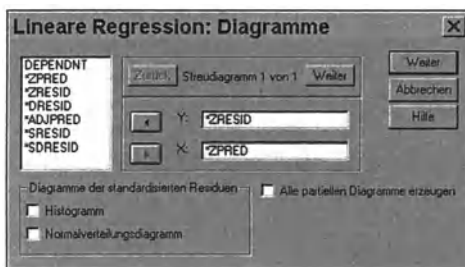 Lineare Regression: Diagramme
DEPENDNT
*ZPRED
*ZRESID
*DRESID
*ADJPRED
*SRESID
*SDRESID
Zurück Streudiagramm 1 von 1 Weiter
Y: *ZRESID
X: *ZPRED
Weiter
Abbrechen
Hilfe
Diagramme der standardisierten Residuen
Histogramm
Normalverteilungsdiagramm
Alle partiellen Diagramme erzeugen